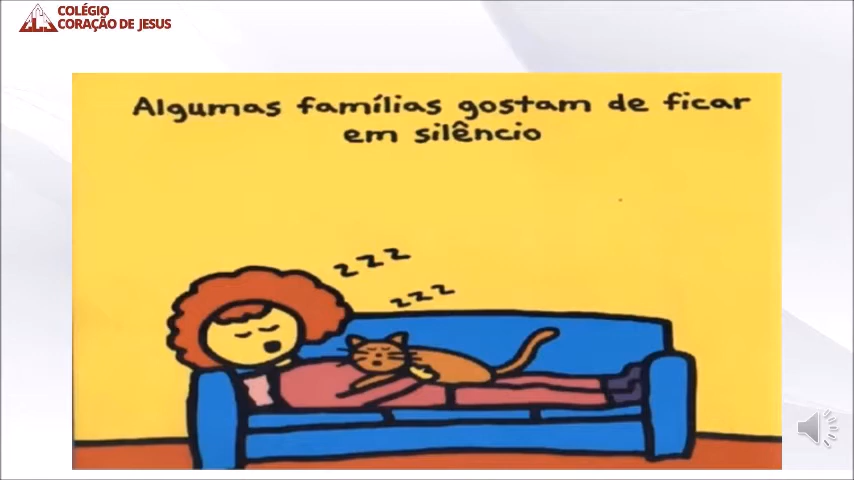 COLÉGIO
CORAÇÃO DE JESUS
Algumas famílias gostam de ficar
em silêncio
zzz
zzz